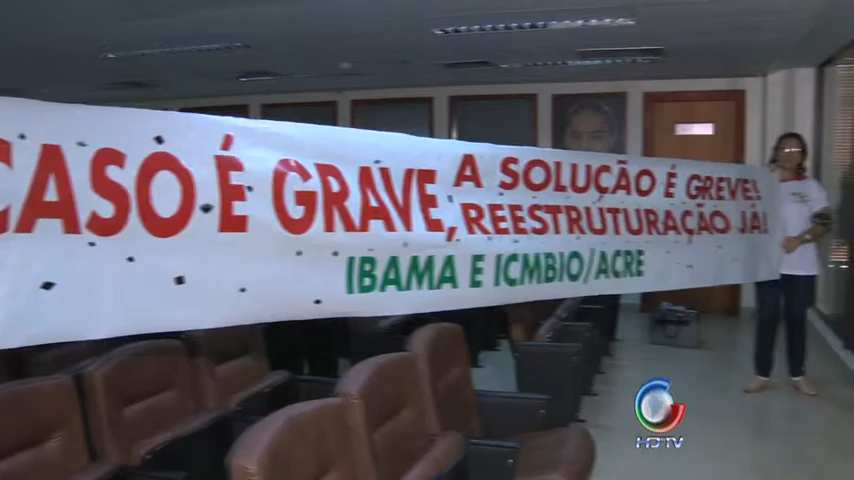 CASO É GRAVE, A SOLUÇÃO É GREVE!
REESTRUTURAÇÃO JÁ!
IBAMA E ICMBIO/ACRE
HDTV